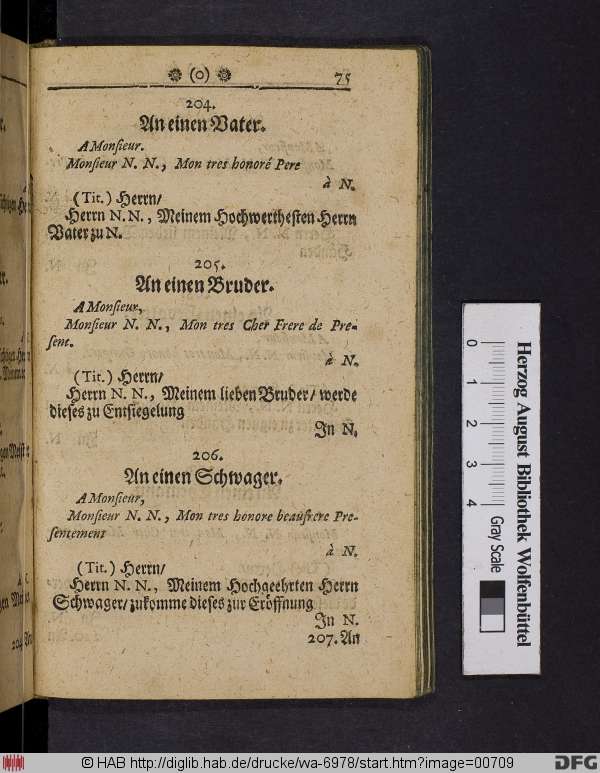 (0) 75
204.
An einen Vater.
A Monsieur.
Monsieur N. N., Mon tres honoré Pere
à N.
(Tit.) Herrn/
Herrn N. N., Meinem Hochwerthesten Herrn
Vater zu N.
205.
An einen Bruder.
A Monsieur,
Monsieur N. N., Mon tres Cher Frere de Pre-
sent.
à N.
(Tit.) Herrn/
Herrn N. N., Meinem lieben Bruder/ werde
dieses zu Entsiegelung
In N.
206.
An einen Schwager.
A Monsieur,
Monsieur N. N., Mon tres honore beaufrere Pre-
sentement
à N.
(Tit.) Herrn/
Herrn N. N., Meinem Hochgeehrten Herrn
Schwager/ zukomme dieses zur Eröffnung
In N.
207. An
0 1 2 3 4
Gray Scale
Herzog August Bibliothek Wolfenbüttel
© HAB http://diglib.hab.de/drucke/wa-6978/start.htm?image=00709
DFG